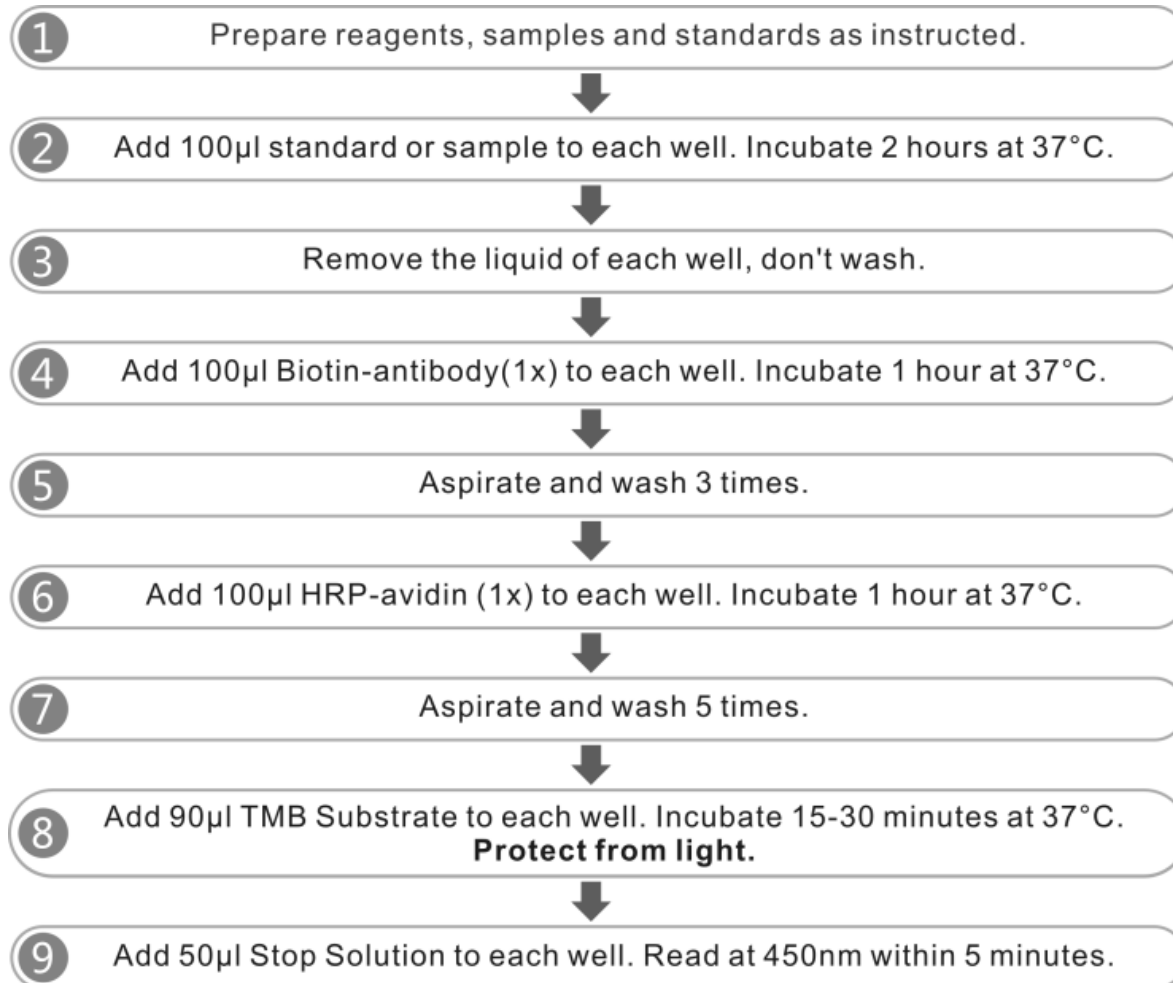 1 Prepare reagents, samples and standards as instructed.
2 Add 100µl standard or sample to each well. Incubate 2 hours at 37°C.
3 Remove the liquid of each well, don't wash.
4 Add 100µl Biotin-antibody(1x) to each well. Incubate 1 hour at 37°C.
5 Aspirate and wash 3 times.
6 Add 100µl HRP-avidin (1x) to each well. Incubate 1 hour at 37°C.
7 Aspirate and wash 5 times.
8 Add 90µl TMB Substrate to each well. Incubate 15-30 minutes at 37°C.
Protect from light.
9 Add 50µl Stop Solution to each well. Read at 450nm within 5 minutes.